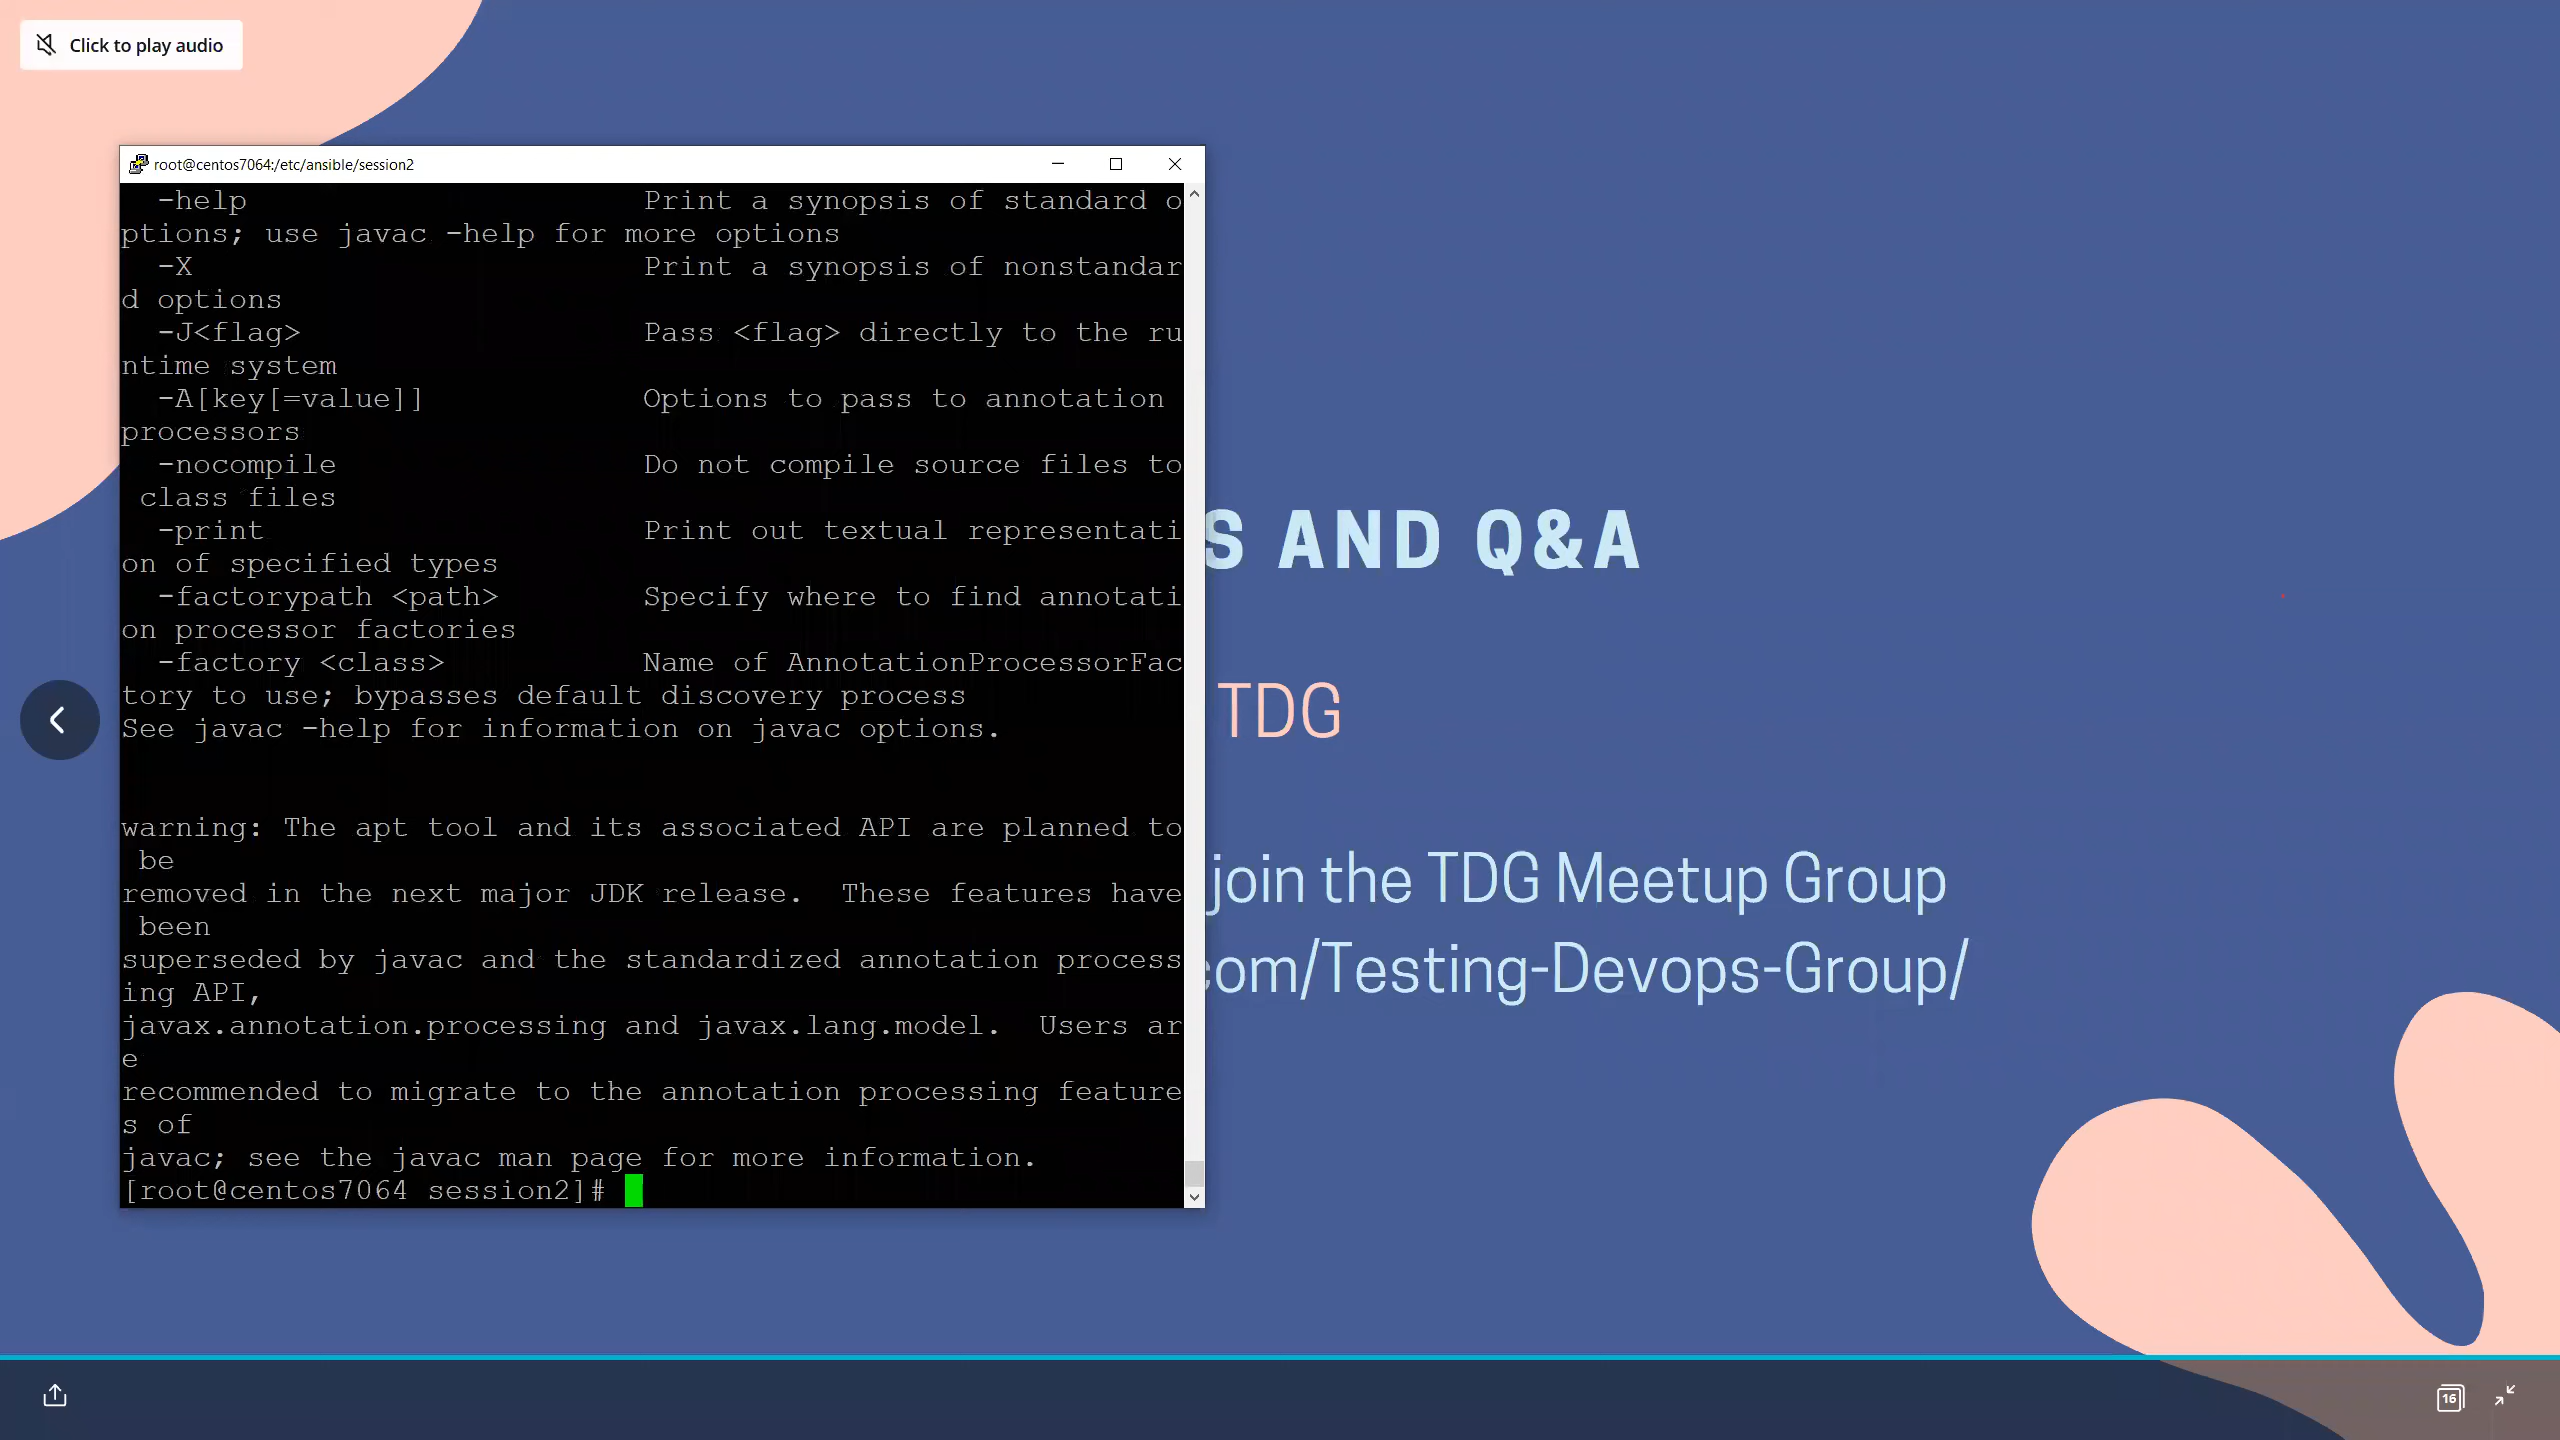 Click to play audio
root@centos7064:/etc/ansible/session2
  -help                      Print a synopsis of standard o
ptions; use javac -help for more options
  -X                         Print a synopsis of nonstandar
d options
  -J<flag>                   Pass <flag> directly to the ru
ntime system
  -A[key[=value]]            Options to pass to annotation
processors
  -nocompile                 Do not compile source files to
 class files
  -print                     Print out textual representati
on of specified types
  -factorypath <path>        Specify where to find annotati
on processor factories
  -factory <class>           Name of AnnotationProcessorFac
tory to use; bypasses default discovery process
See javac -help for information on javac options.
warning: The apt tool and its associated API are planned to
 be
removed in the next major JDK release.  These features have
 been
superseded by javac and the standardized annotation process
ing API,
javax.annotation.processing and javax.lang.model.  Users ar
e
recommended to migrate to the annotation processing feature
s of
javac; see the javac man page for more information.
[root@centos7064 session2]#
S AND Q&A
TDG
join the TDG Meetup Group
com/Testing-Devops-Group/
16